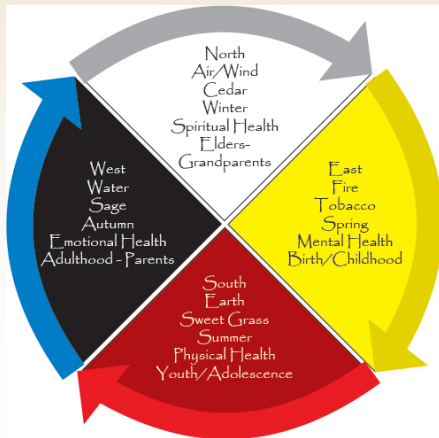 North
Air/Wind
Cedar
Winter
Spiritual Health
Elders-
Grandparents
East
Fire
Tobacco
Spring
Mental Health
Birth/Childhood
South
Earth
Sweet Grass
Summer
Physical Health
Youth/Adolescence
West
Water
Sage
Autumn
Emotional Health
Adulthood - Parents